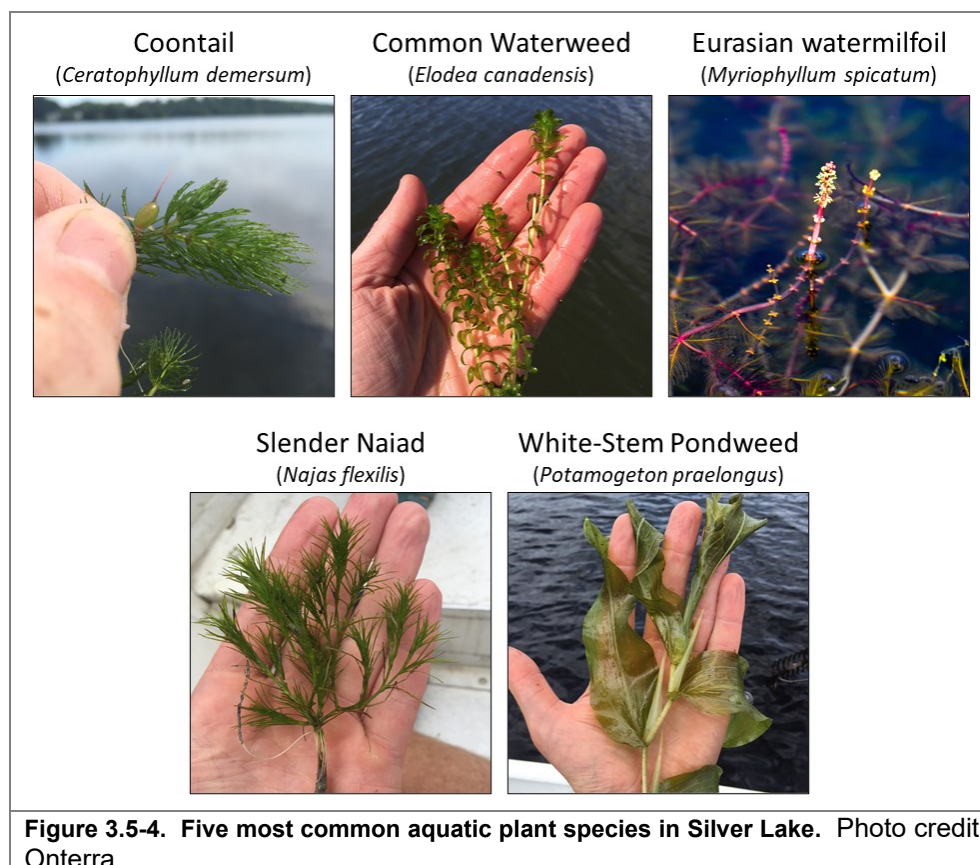 Coontail
(Ceratophyllum demersum)
Common Waterweed
(Elodea canadensis)
Eurasian watermilfoil
(Myriophyllum spicatum)
Slender Naiad
(Najas flexilis)
White-Stem Pondweed
(Potamogeton praelongus)
Figure 3.5-4. Five most common aquatic plant species in Silver Lake. Photo credit
Onterra